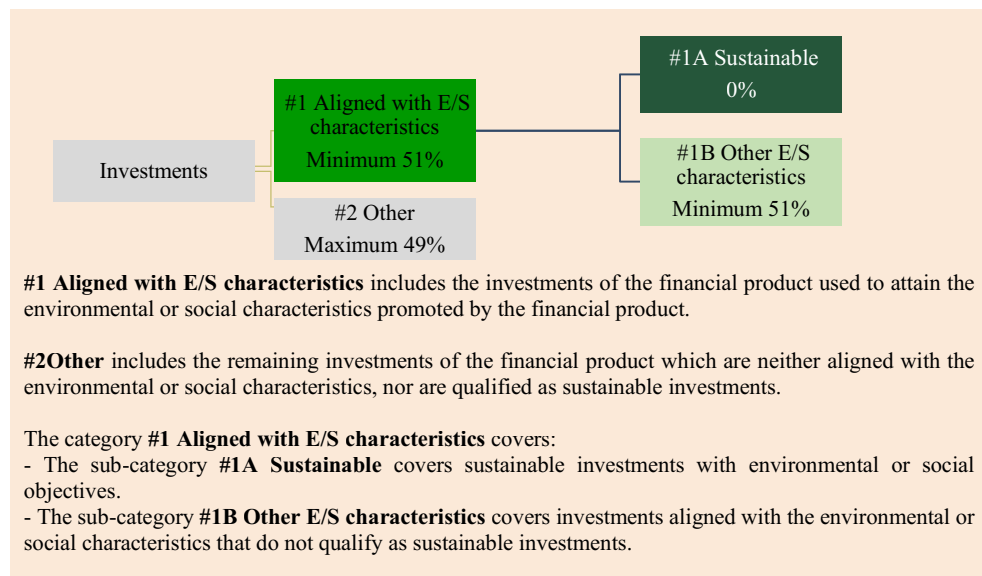 #1A Sustainable
0%
#1 Aligned with E/S
characteristics
Minimum 51%
#1B Other E/S
characteristics
Minimum 51%
Investments
#2 Other
Maximum 49%
#1 Aligned with E/S characteristics includes the investments of the financial product used to attain the
environmental or social characteristics promoted by the financial product.
#2Other includes the remaining investments of the financial product which are neither aligned with the
environmental or social characteristics, nor are qualified as sustainable investments.
The category #1 Aligned with E/S characteristics covers:
- The sub-category #1A Sustainable covers sustainable investments with environmental or social
objectives.
- The sub-category #1B Other E/S characteristics covers investments aligned with the environmental or
social characteristics that do not qualify as sustainable investments.